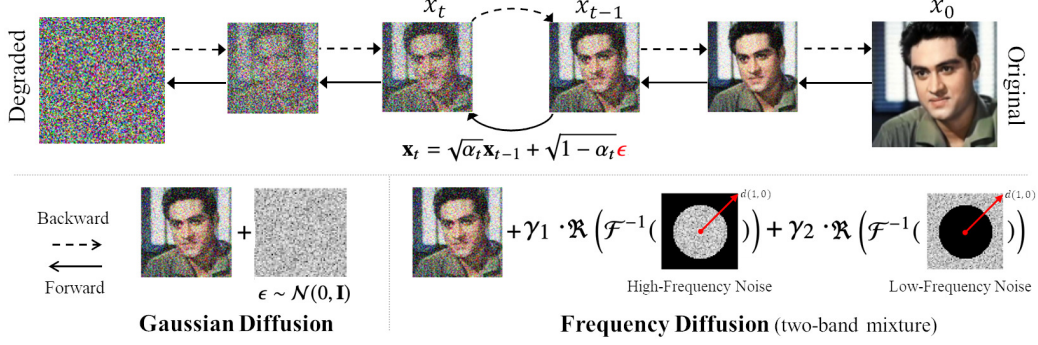 x_t
x_{t-1}
x_0
Degraded
Original
𝐱_t = √α_t 𝐱_{t-1} + √1 − α_t ϵ
Backward
Forward
+
ϵ ∼ 𝒩(0, 𝐈)
Gaussian Diffusion
+ γ_1 · ℜ ( ℱ^{-1} ( d(1,0) ) ) + γ_2 · ℜ ( ℱ^{-1} ( d(1,0) ) )
High-Frequency Noise
Low-Frequency Noise
Frequency Diffusion (two-band mixture)